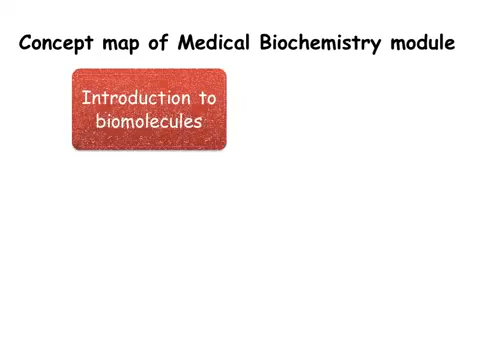 Concept map of Medical Biochemistry module
Introduction to
biomolecules